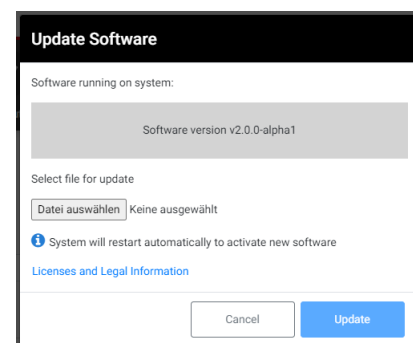 Update Software
Software running on system:
Software version v2.0.0-alpha1
Select file for update
Datei auswählen Keine ausgewählt
System will restart automatically to activate new software
Licenses and Legal Information
Cancel Update